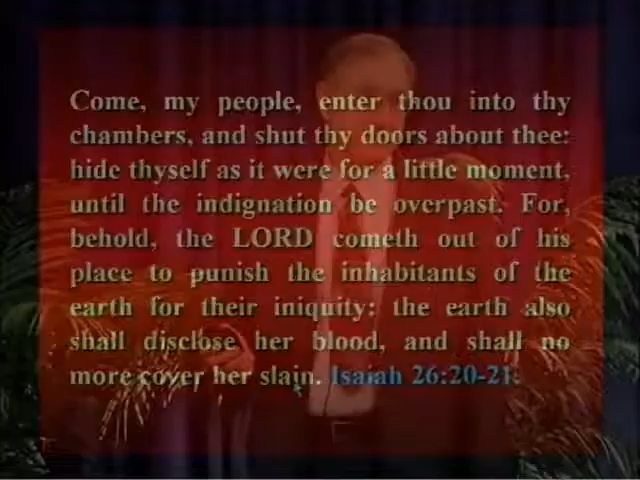 Come, my people, enter thou into thy
chambers, and shut thy doors about thee:
hide thyself as it were for a little moment,
until the indignation be overpast. For,
behold, the LORD cometh out of his
place to punish the inhabitants of the
earth for their iniquity: the earth also
shall disclose her blood, and shall no
more cover her slain. Isaiah 26:20-21.